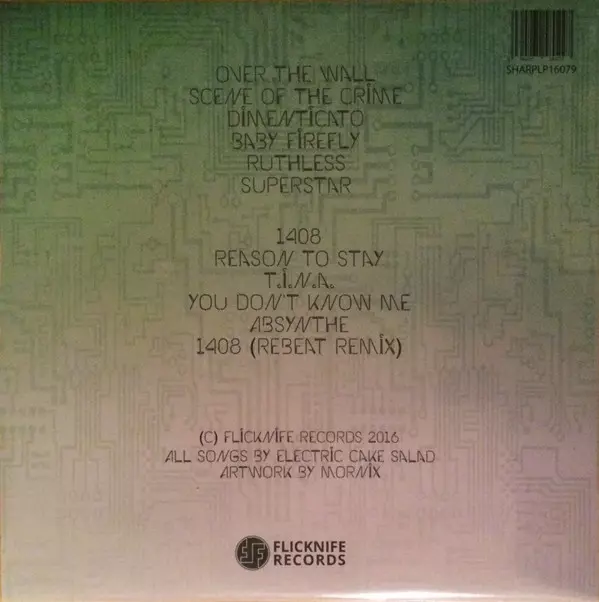 SHARPLP16079
OVER THE WALL
SCENE OF THE CRIME
DIMENTICATO
BABY FIREFLY
RUTHLESS
SUPERSTAR
1408
REASON TO STAY
T.I.N.A.
YOU DON'T KNOW ME
ABSYNTHE
1408 (REBEAT REMIX)
(C) FLICKNIFE RECORDS 2016
ALL SONGS BY ELECTRIC CAKE SALAD
ARTWORK BY MORNIX
FLICKNIFE
RECORDS